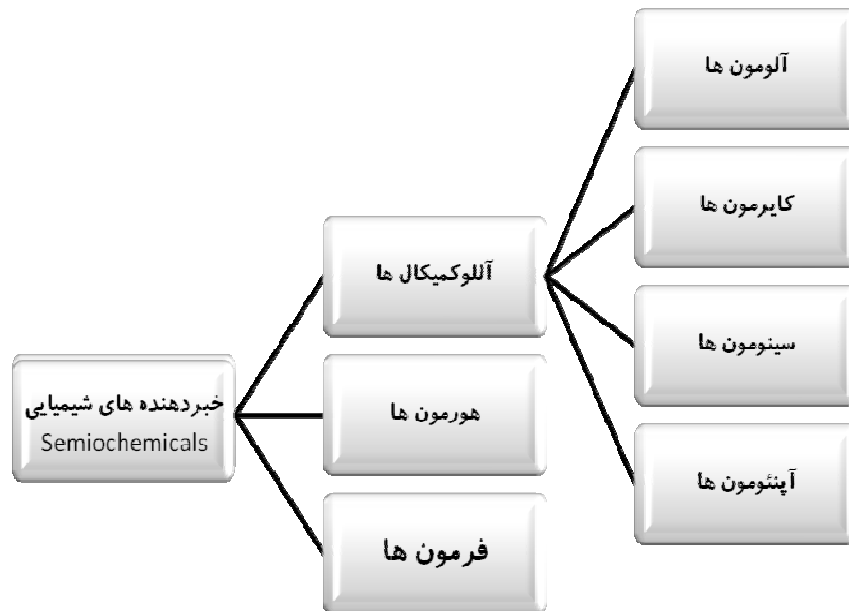 خبردهنده های شیمیایی
Semiochemicals
آللوکمیکال ها
هورمون ها
فرمون ها
آلومون ها
کایرمون ها
سینومون ها
آپنئومون ها